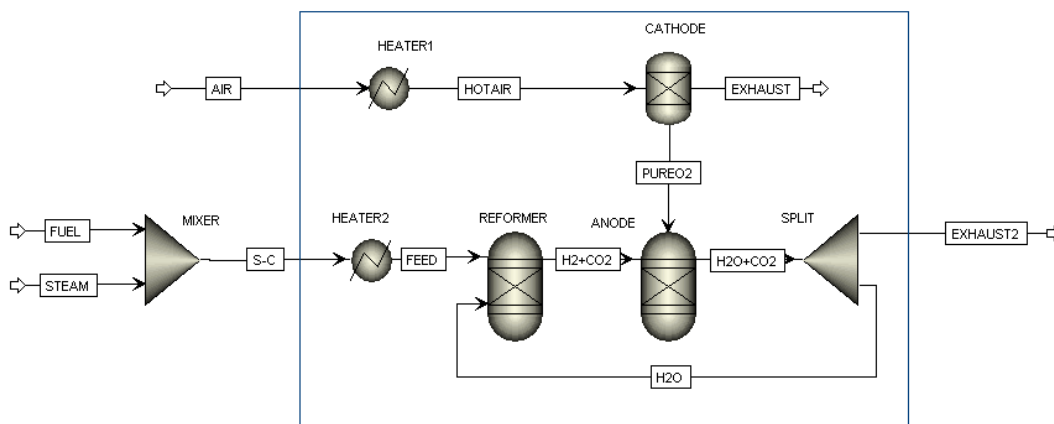 CATHODE
HEATER1
AIR
HOTAIR
EXHAUST
PUREO2
MIXER
HEATER2
REFORMER
ANODE
SPLIT
FUEL
S-C
FEED
H2+CO2
H2O+CO2
EXHAUST2
STEAM
H2O